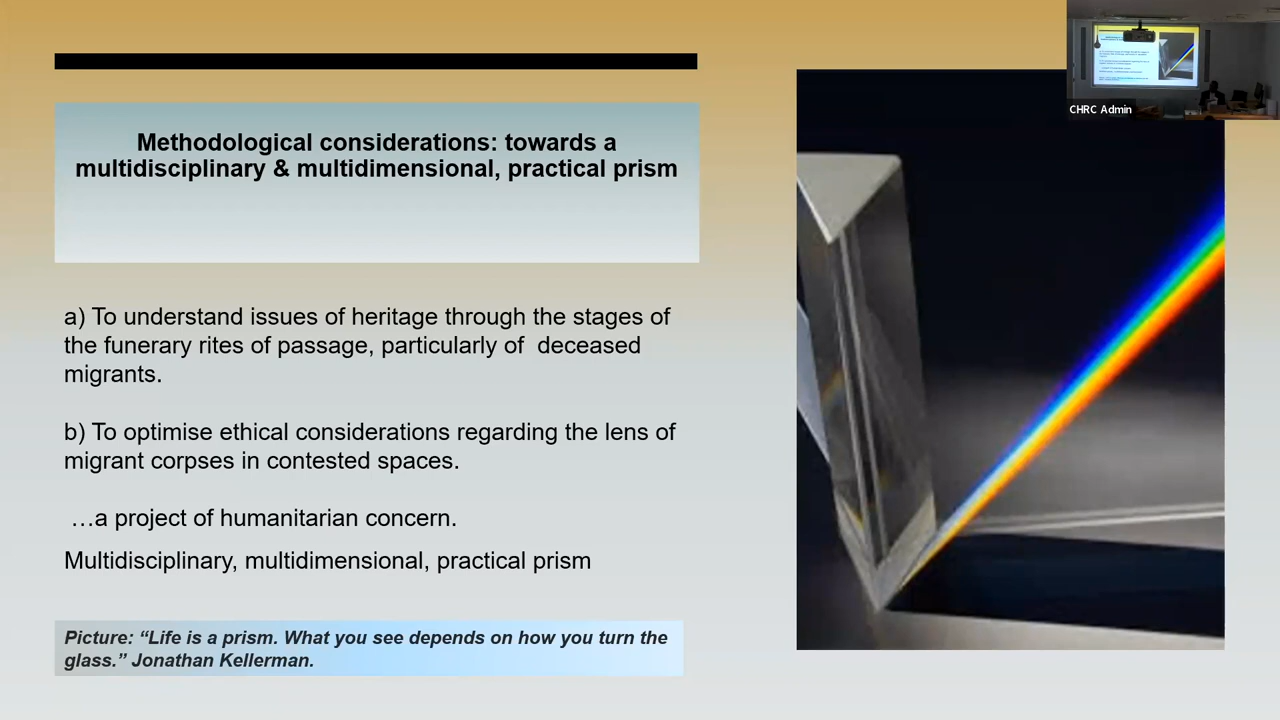 CHRC Admin
Methodological considerations: towards a
multidisciplinary & multidimensional, practical prism
a) To understand issues of heritage through the stages of
the funerary rites of passage, particularly of  deceased
migrants.
b) To optimise ethical considerations regarding the lens of
migrant corpses in contested spaces.
…a project of humanitarian concern.
Multidisciplinary, multidimensional, practical prism
Picture: “Life is a prism. What you see depends on how you turn the
glass.” Jonathan Kellerman.